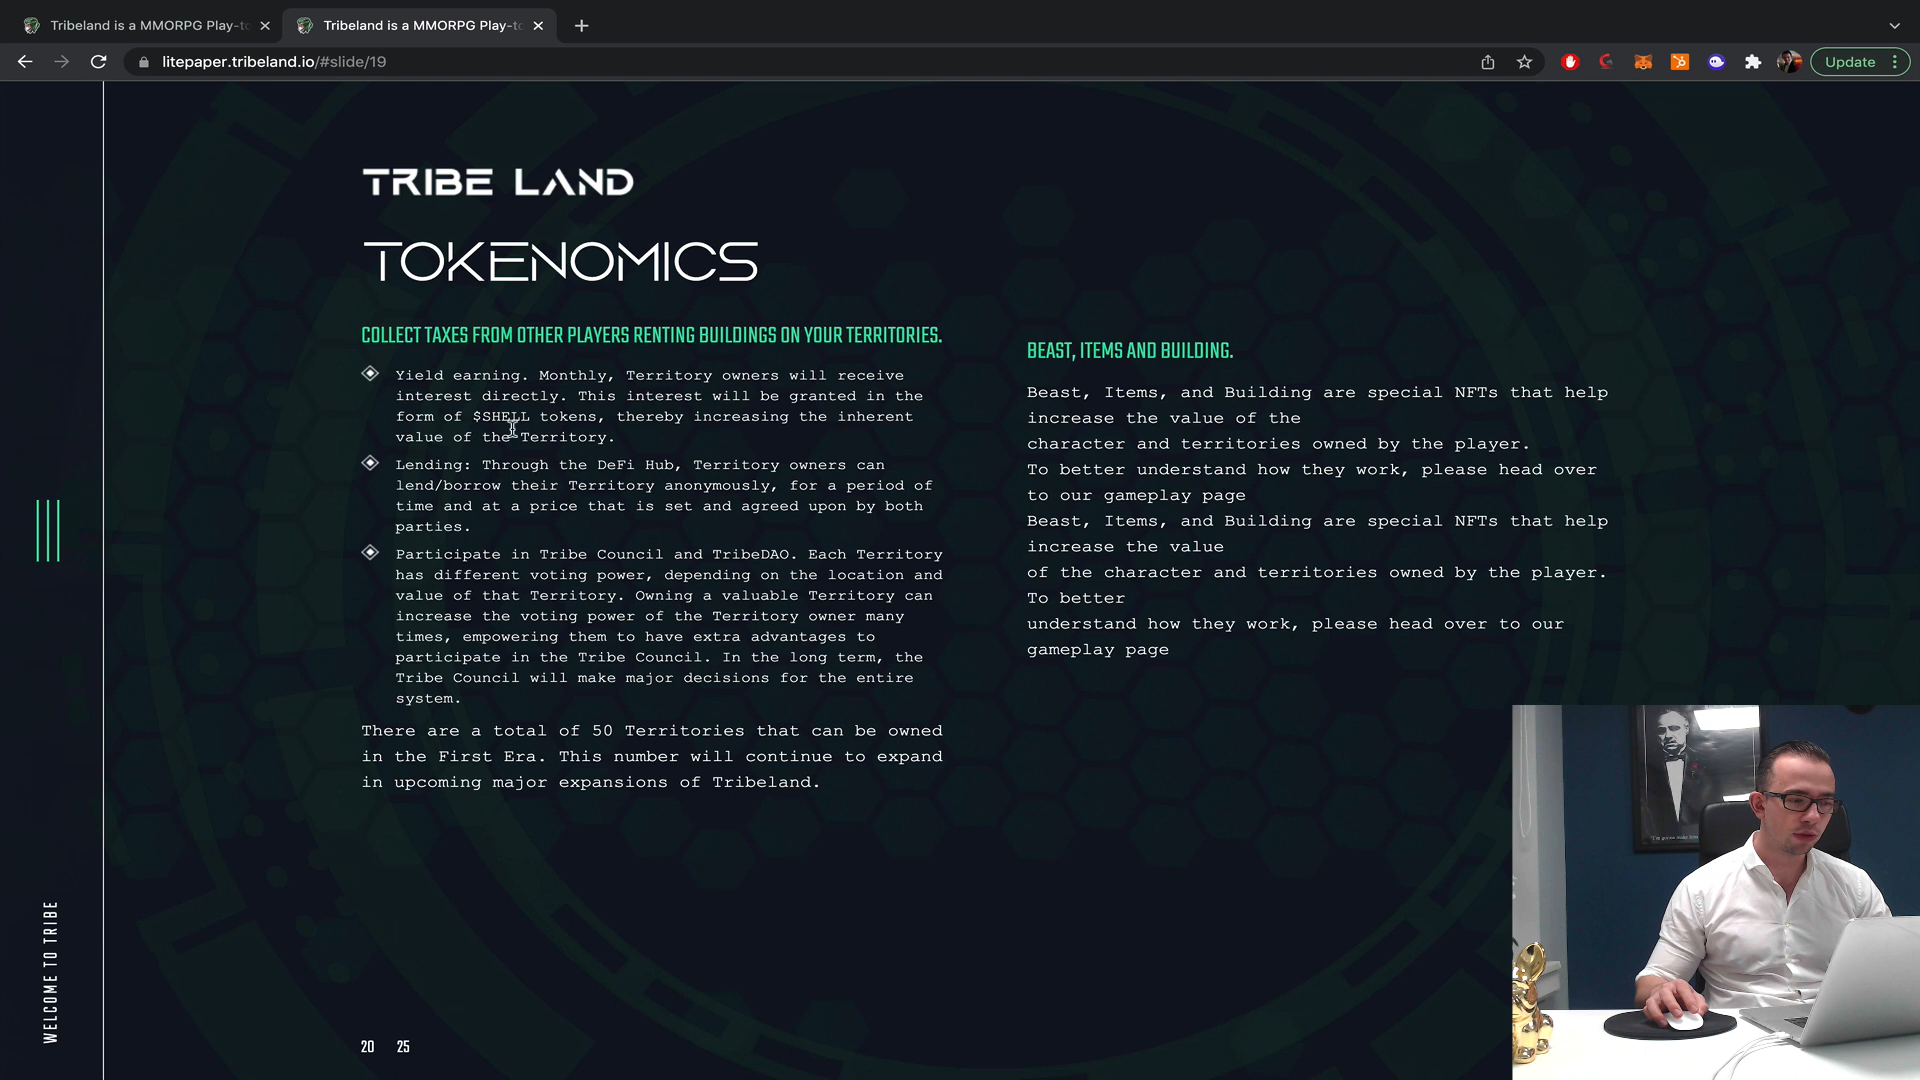 Tribeland is a MMORPG Play-to
Tribeland is a MMORPG Play-to
litepaper.tribeland.io/#slide/19
Update
TRIBE LAND
TOKENOMICS
COLLECT TAXES FROM OTHER PLAYERS RENTING BUILDINGS ON YOUR TERRITORIES.
Yield earning. Monthly, Territory owners will receive
interest directly. This interest will be granted in the
form of $SHELL tokens, thereby increasing the inherent
value of the Territory.
Lending: Through the DeFi Hub, Territory owners can
lend/borrow their Territory anonymously, for a period of
time and at a price that is set and agreed upon by both
parties.
Participate in Tribe Council and TribeDAO. Each Territory
has different voting power, depending on the location and
value of that Territory. Owning a valuable Territory can
increase the voting power of the Territory owner many
times, empowering them to have extra advantages to
participate in the Tribe Council. In the long term, the
Tribe Council will make major decisions for the entire
system.
There are a total of 50 Territories that can be owned
in the First Era. This number will continue to expand
in upcoming major expansions of Tribeland.
BEAST, ITEMS AND BUILDING.
Beast, Items, and Building are special NFTs that help
increase the value of the
character and territories owned by the player.
To better understand how they work, please head over
to our gameplay page
Beast, Items, and Building are special NFTs that help
increase the value
of the character and territories owned by the player.
To better
understand how they work, please head over to our
gameplay page
WELCOME TO TRIBE
20 25